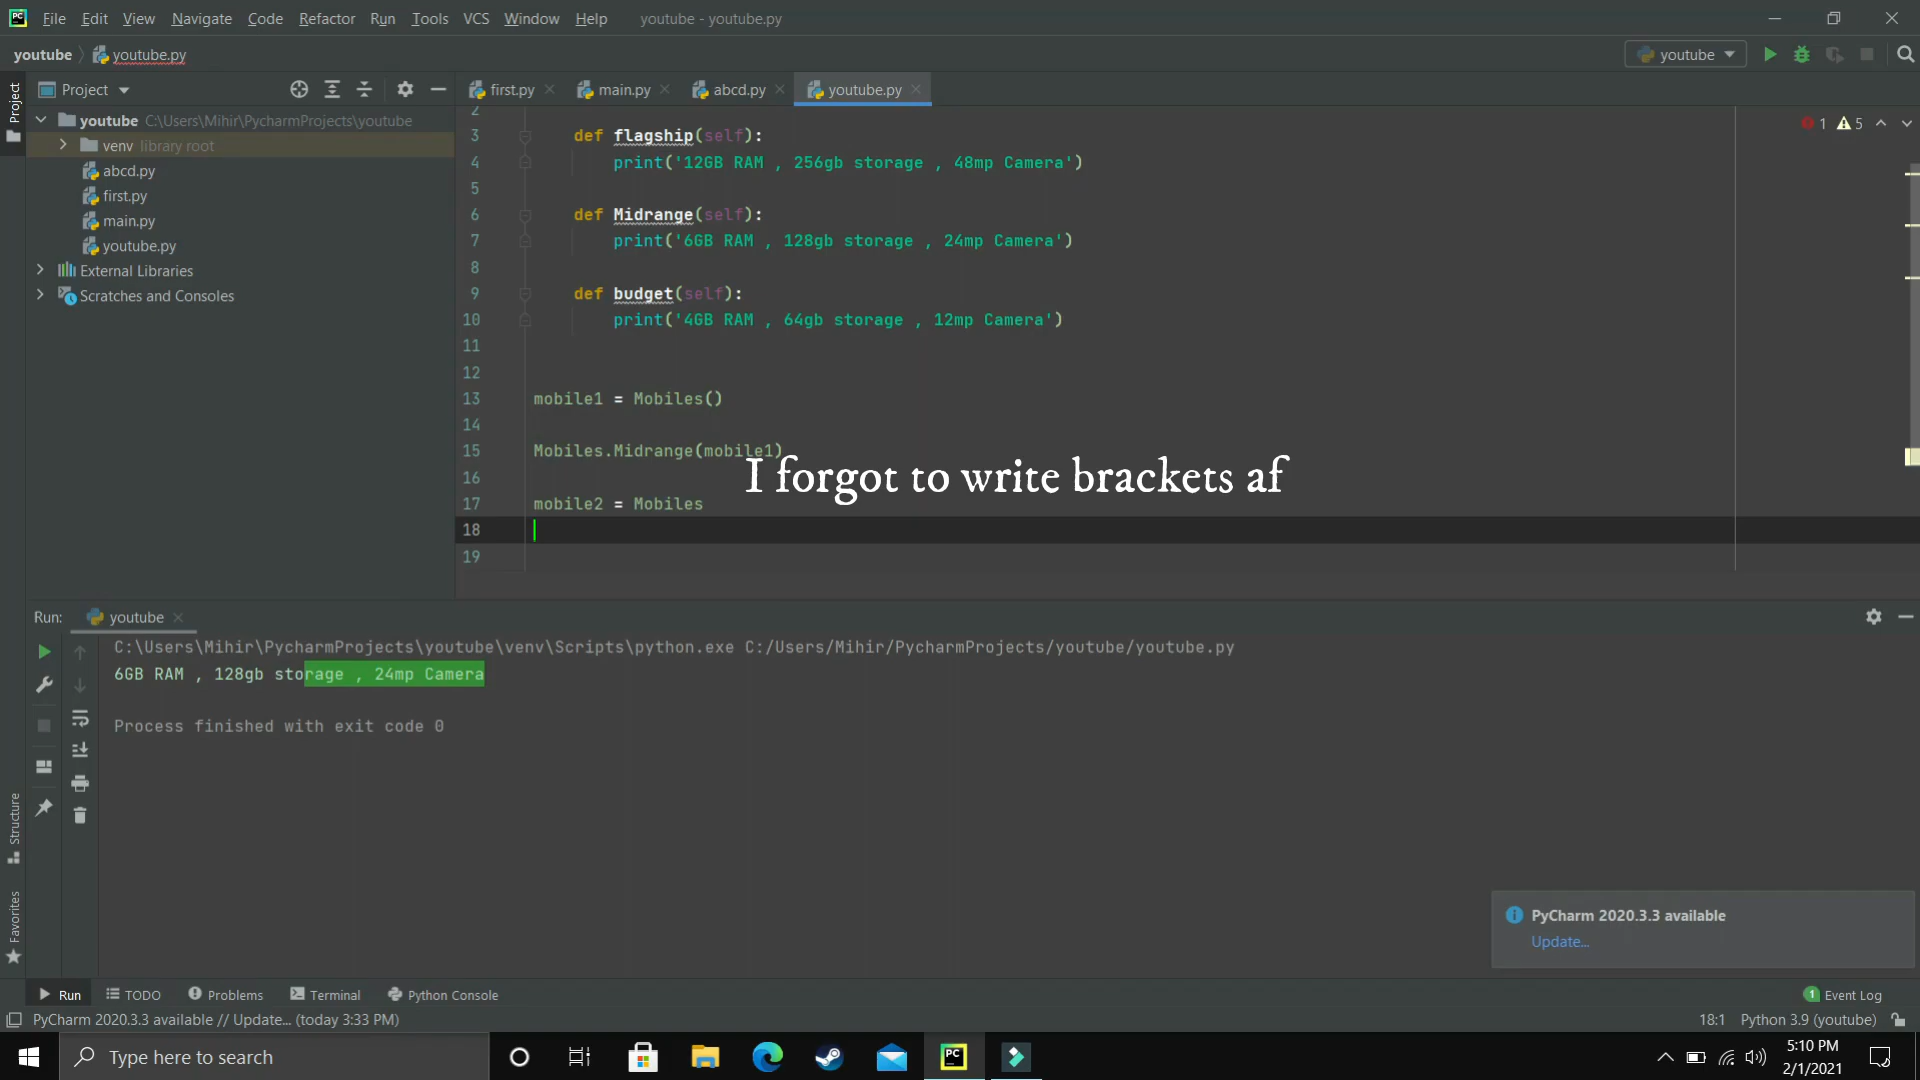 File Edit View Navigate Code Refactor Run Tools VCS Window Help youtube - youtube.py
youtube youtube.py
youtube
Project
Project
first.py
main.py
abcd.py
youtube.py
youtube C:\Users\Mihir\PycharmProjects\youtube
venv library root
abcd.py
first.py
main.py
youtube.py
External Libraries
Scratches and Consoles
1 5
2
3 def flagship(self):
4 print('12GB RAM , 256gb storage , 48mp Camera')
5
6 def Midrange(self):
7 print('6GB RAM , 128gb storage , 24mp Camera')
8
9 def budget(self):
10 print('4GB RAM , 64gb storage , 12mp Camera')
11
12
13 mobile1 = Mobiles()
14
15 Mobiles.Midrange(mobile1)
16
I forgot to write brackets af
17 mobile2 = Mobiles
18
19
Run: youtube
C:\Users\Mihir\PycharmProjects\youtube\venv\Scripts\python.exe C:/Users/Mihir/PycharmProjects/youtube/youtube.py
6GB RAM , 128gb storage , 24mp Camera
Process finished with exit code 0
Structure
Favorites
PyCharm 2020.3.3 available
Update...
Run TODO Problems Terminal Python Console
1 Event Log
PyCharm 2020.3.3 available // Update... (today 3:33 PM)
18:1 Python 3.9 (youtube)
Type here to search
PC
5:10 PM
2/1/2021